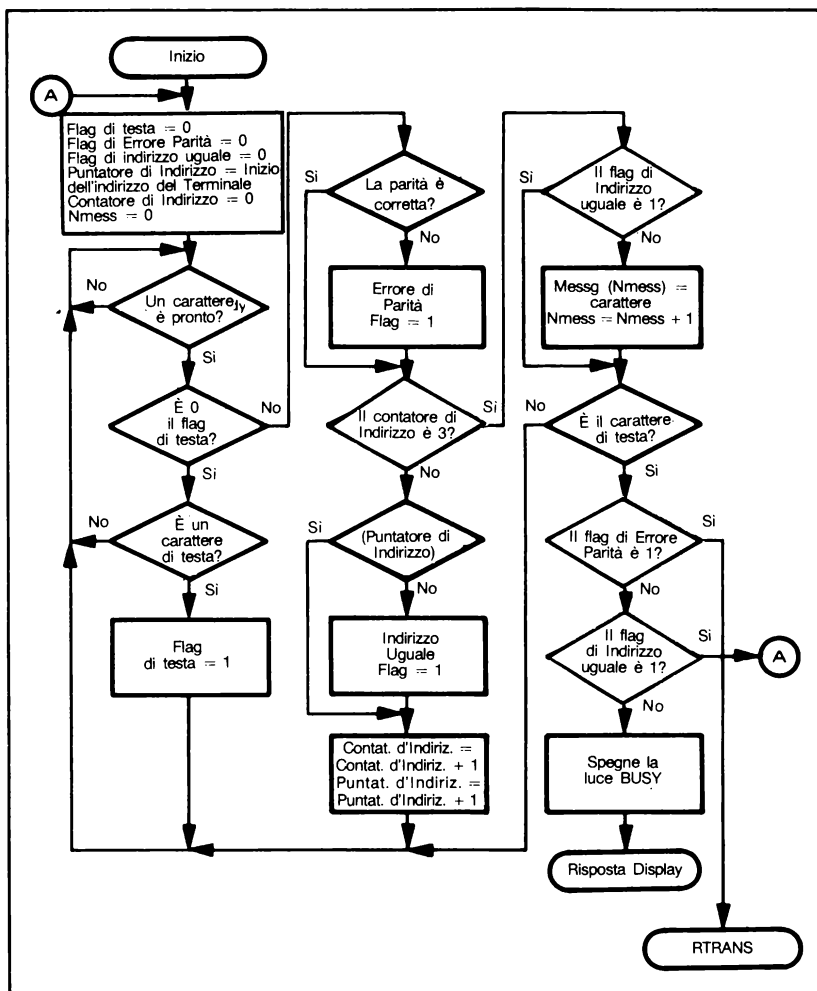 Inizio
A
Flag di testa = 0
Flag di Errore Parità = 0
Flag di indirizzo uguale = 0
Puntatore di Indirizzo = Inizio
dell'indirizzo del Terminale
Contatore di Indirizzo = 0
Nmess = 0
No
Un carattere
è pronto?
Sì
È 0
il flag
di testa?
No
Sì
No
È un
carattere
di testa?
Sì
Flag
di testa = 1
Si
La parità è
corretta?
No
Errore di
Parità
Flag = 1
Il contatore di
Indirizzo è 3?
Si
No
Si
(Puntatore di
Indirizzo)
No
Indirizzo
Uguale
Flag = 1
Contat. d'Indiriz. =
Contat. d'Indiriz. + 1
Puntat. d'Indiriz. =
Puntat. d'Indiriz. + 1
Si
Il flag di
Indirizzo
uguale è 1?
No
Messg (Nmess) =
carattere
Nmess = Nmess + 1
No
È il carattere
di testa?
Si
Il flag di Errore
Parità è 1?
Si
No
Il flag
di Indirizzo
uguale è 1?
Si
A
No
Spegne la
luce BUSY
Risposta Display
RTRANS